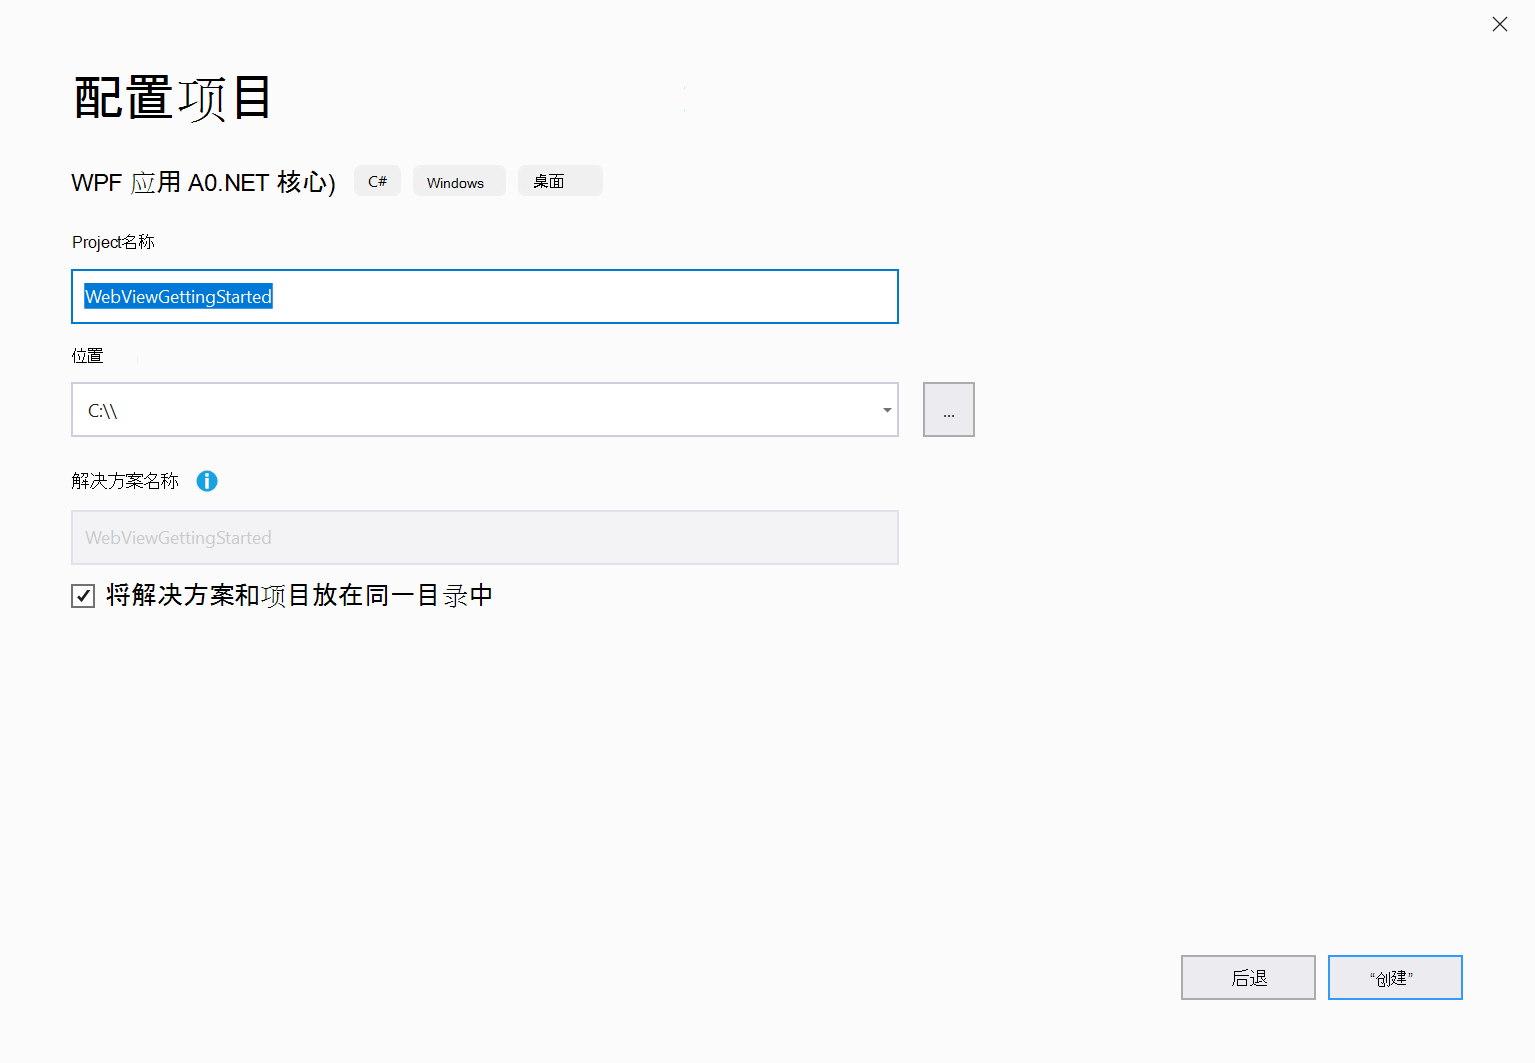 配置项目
WPF 应用 A0.NET 核心) C# Windows 桌面
Project名称
WebViewGettingStarted
位置
C:\\
...
解决方案名称
WebViewGettingStarted
将解决方案和项目放在同一目录中
后退 “创建”